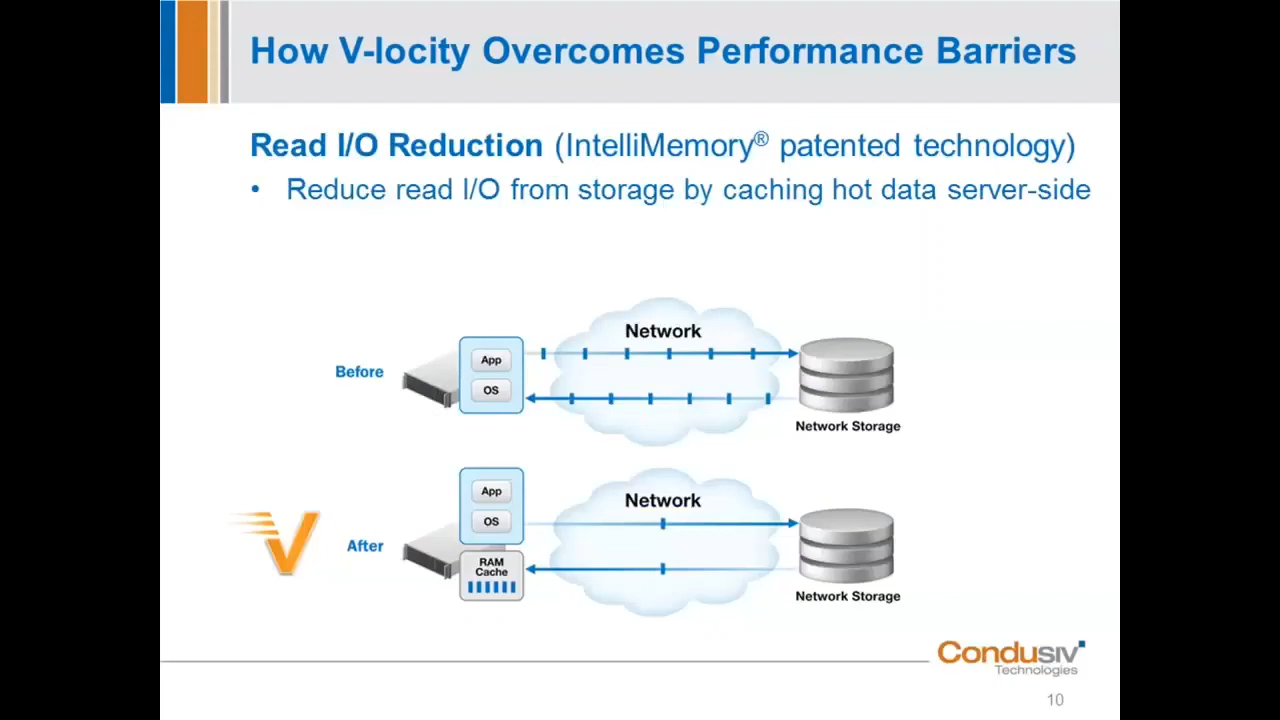 How V-locity Overcomes Performance Barriers
Read I/O Reduction (IntelliMemory® patented technology)
• Reduce read I/O from storage by caching hot data server-side
Network
Before
App
OS
Network Storage
Network
After
App
OS
RAM
Cache
Network Storage
V
Condusiv
Technologies
10